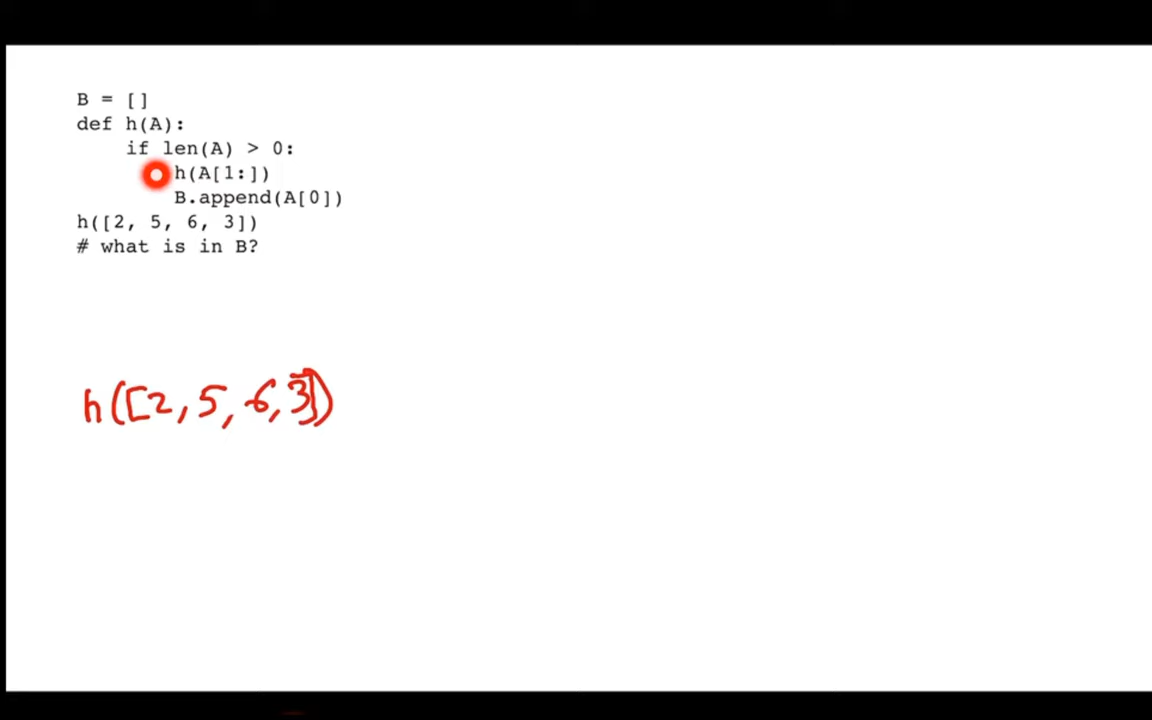 B = []
def h(A):
    if len(A) > 0:
        h(A[1:])
        B.append(A[0])
h([2, 5, 6, 3])
# what is in B?
h([2, 5, 6, 3])